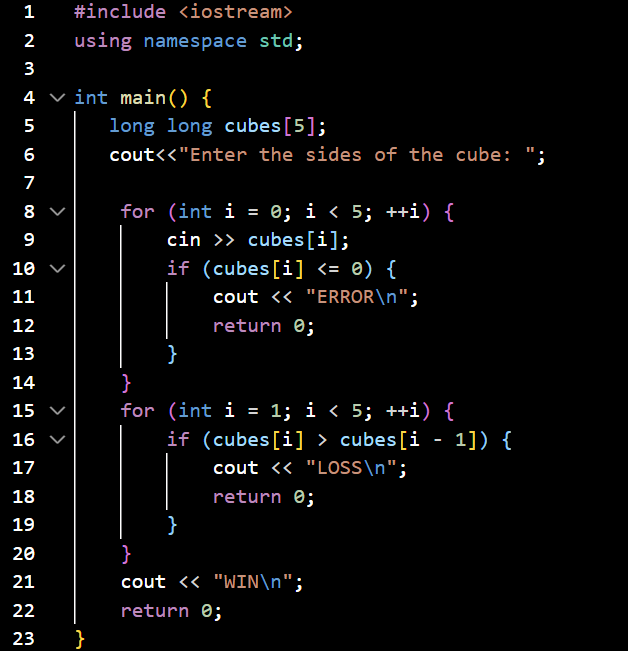 1 #include <iostream>
2 using namespace std;
3
4 int main() {
5 long long cubes[5];
6 cout<<"Enter the sides of the cube: ";
7
8 for (int i = 0; i < 5; ++i) {
9 cin >> cubes[i];
10 if (cubes[i] <= 0) {
11 cout << "ERROR\n";
12 return 0;
13 }
14 }
15 for (int i = 1; i < 5; ++i) {
16 if (cubes[i] > cubes[i - 1]) {
17 cout << "LOSS\n";
18 return 0;
19 }
20 }
21 cout << "WIN\n";
22 return 0;
23 }